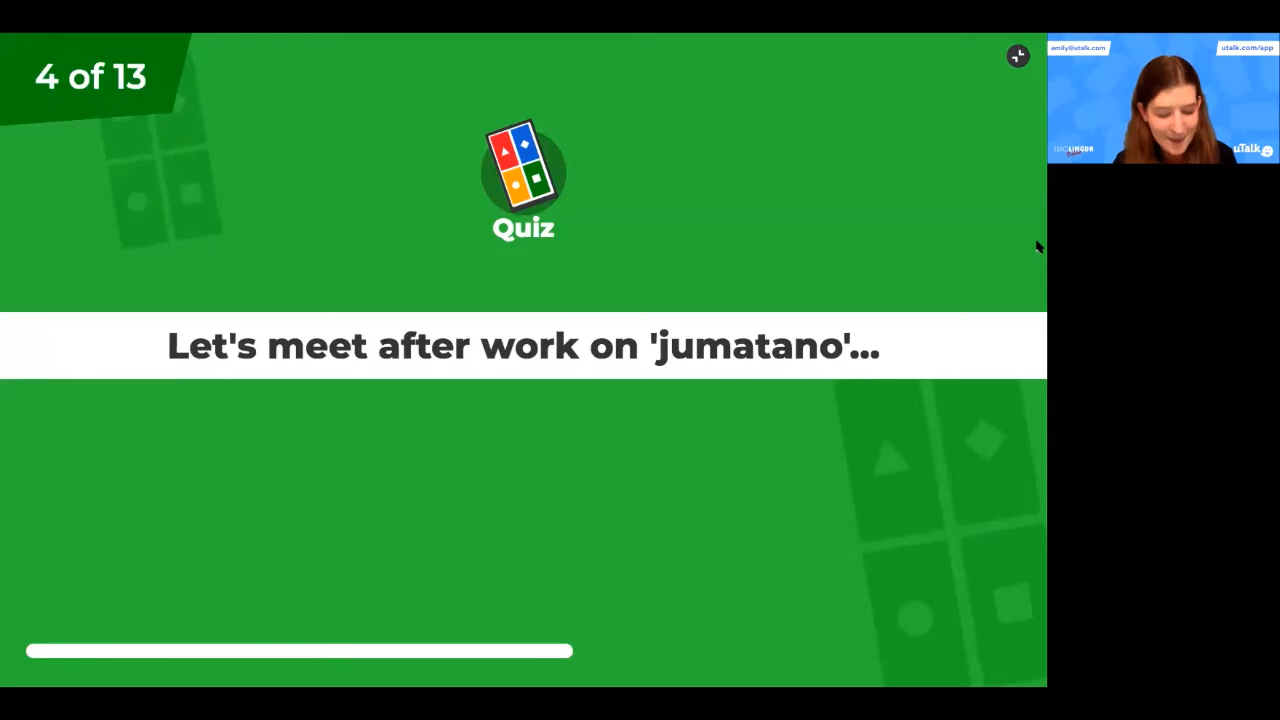 4 of 13
Quiz
Let's meet after work on 'jumatano'...
emily@utalk.com
utalk.com/app
uTalk